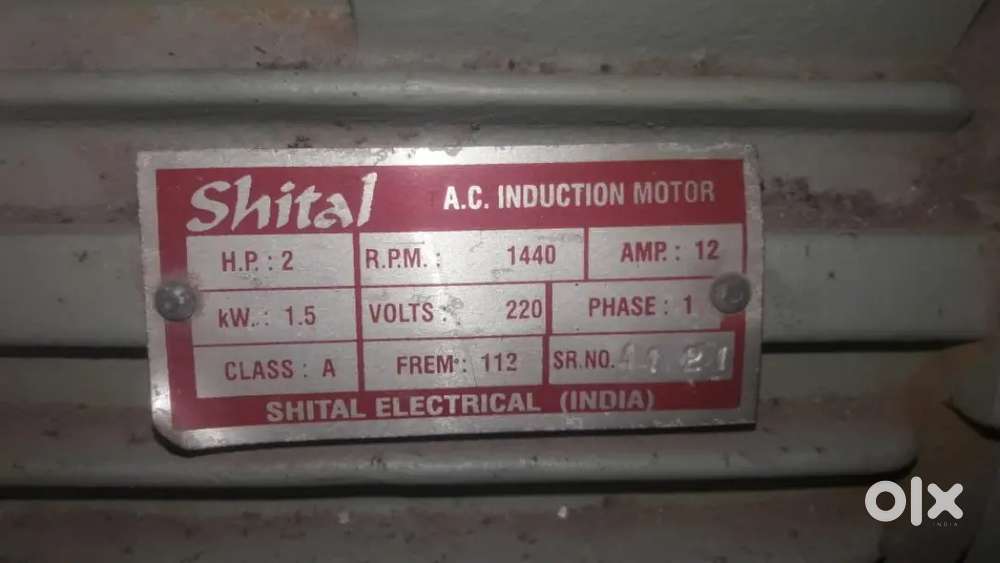 Shital A.C. INDUCTION MOTOR
H.P. : 2 R.P.M. : 1440 AMP. : 12
kW. : 1.5 VOLTS : 220 PHASE : 1
CLASS : A FREM : 112 SR.NO.
SHITAL ELECTRICAL (INDIA)
olx
INDIA